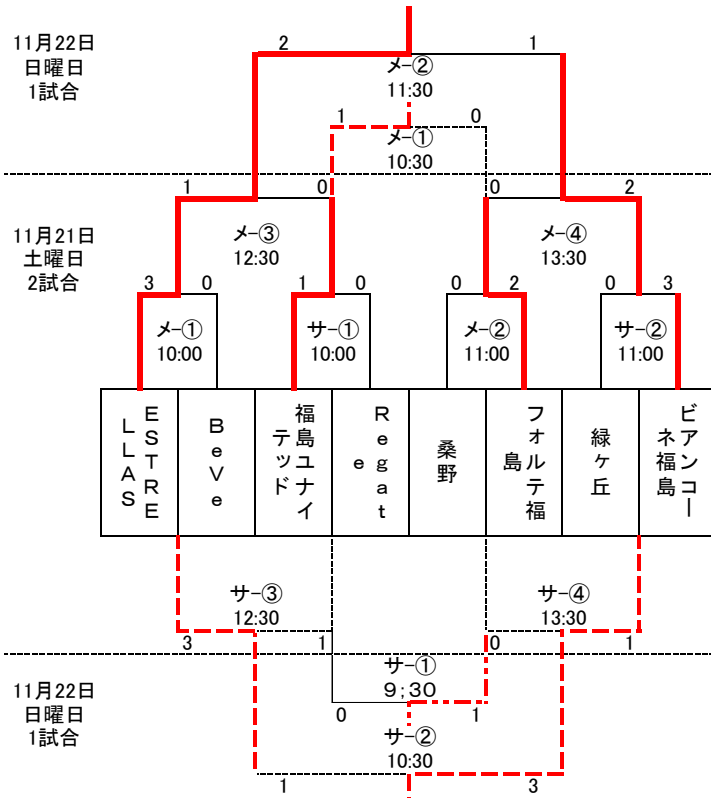 11月22日
日曜日
1試合
2
1
メ-②
11:30
1
0
メ-①
10:30
11月21日
土曜日
2試合
1
0
0
2
メ-③
12:30
メ-④
13:30
3
0
1
0
0
2
0
3
メ-①
10:00
サ-①
10:00
メ-②
11:00
サ-②
11:00
ESTRE
LLAS
BeVe
福島ユナイ
テッド
Regat
e
桑野
フォルテ福
島
緑ヶ丘
ビアンコー
ネ福島
サ-③
12:30
サ-④
13:30
3
1
0
1
11月22日
日曜日
1試合
サ-①
9;30
0
1
サ-②
10:30
1
3